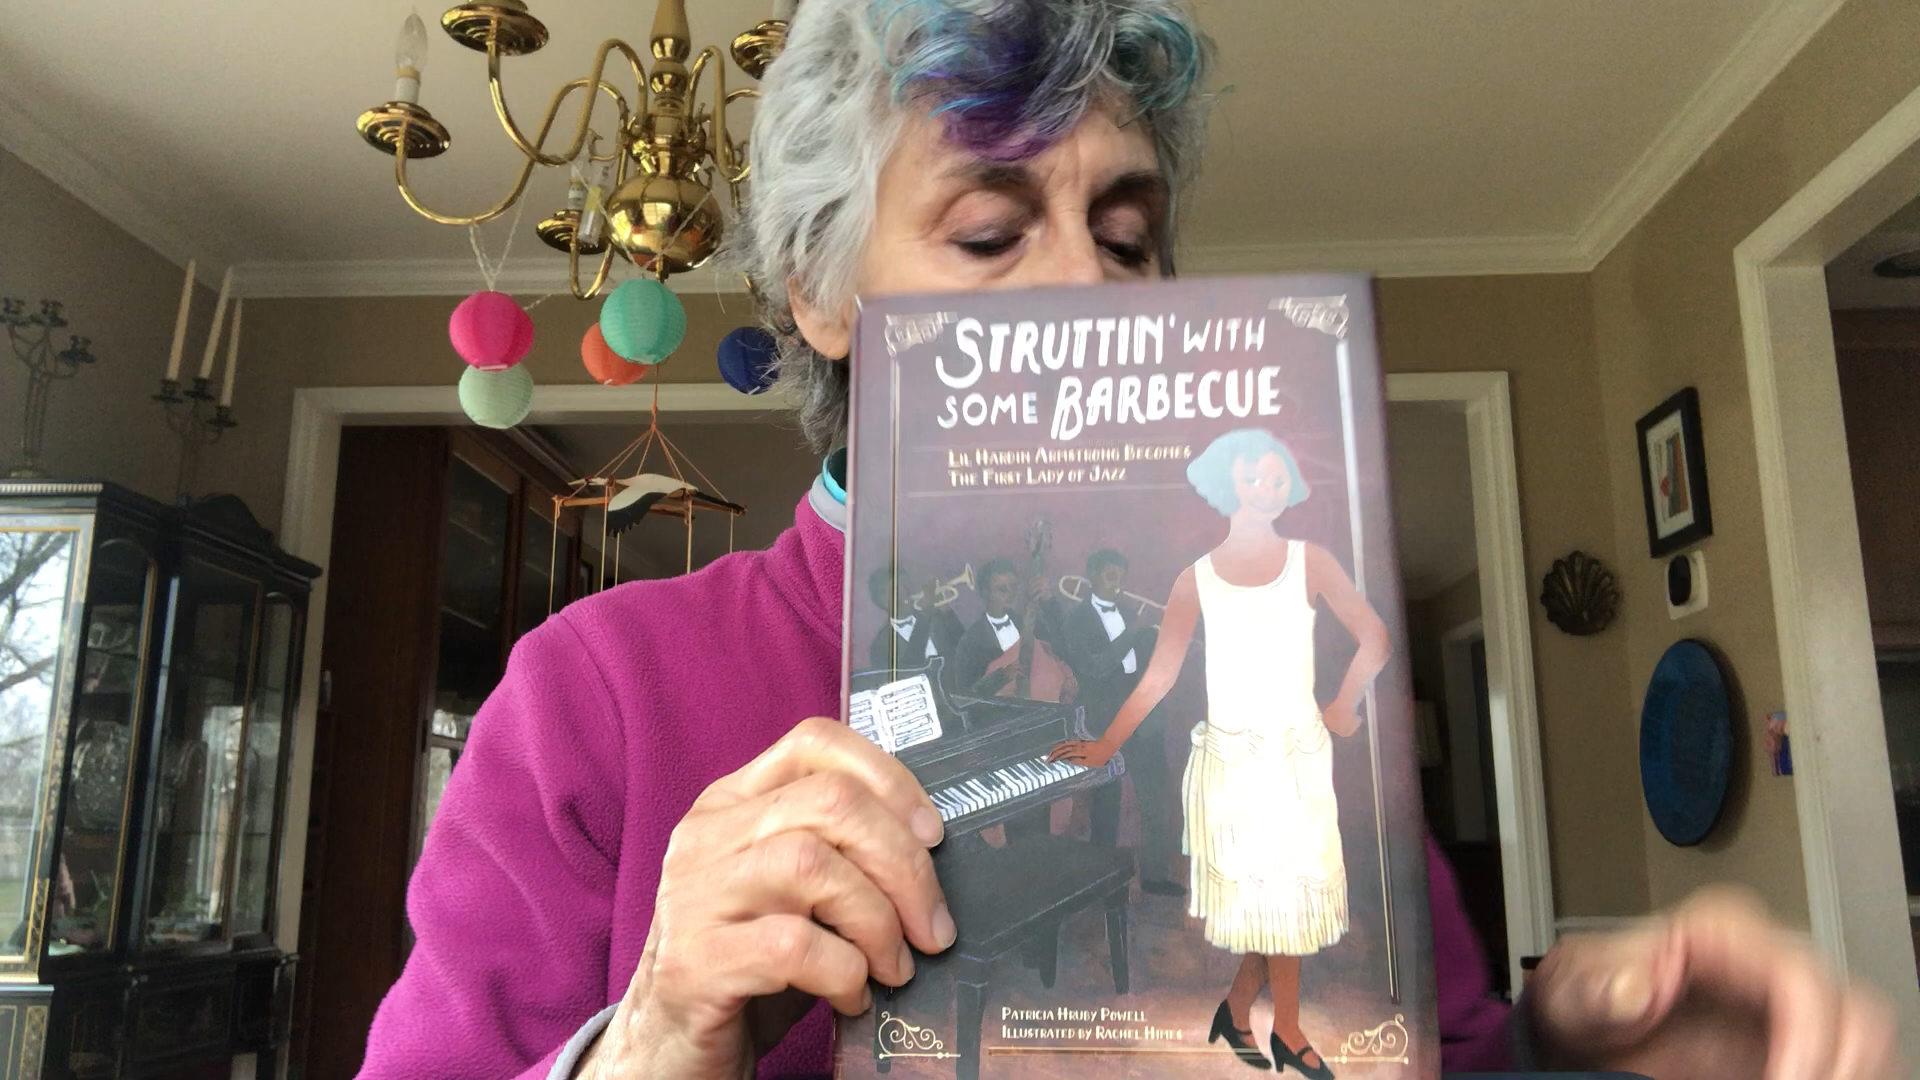 STRUTTIN' WITH
SOME BARBECUE
LIL HARDIN ARMSTRONG BECOMES
THE FIRST LADY OF JAZZ
PATRICIA HRUBY POWELL
ILLUSTRATED BY RACHEL HIMES